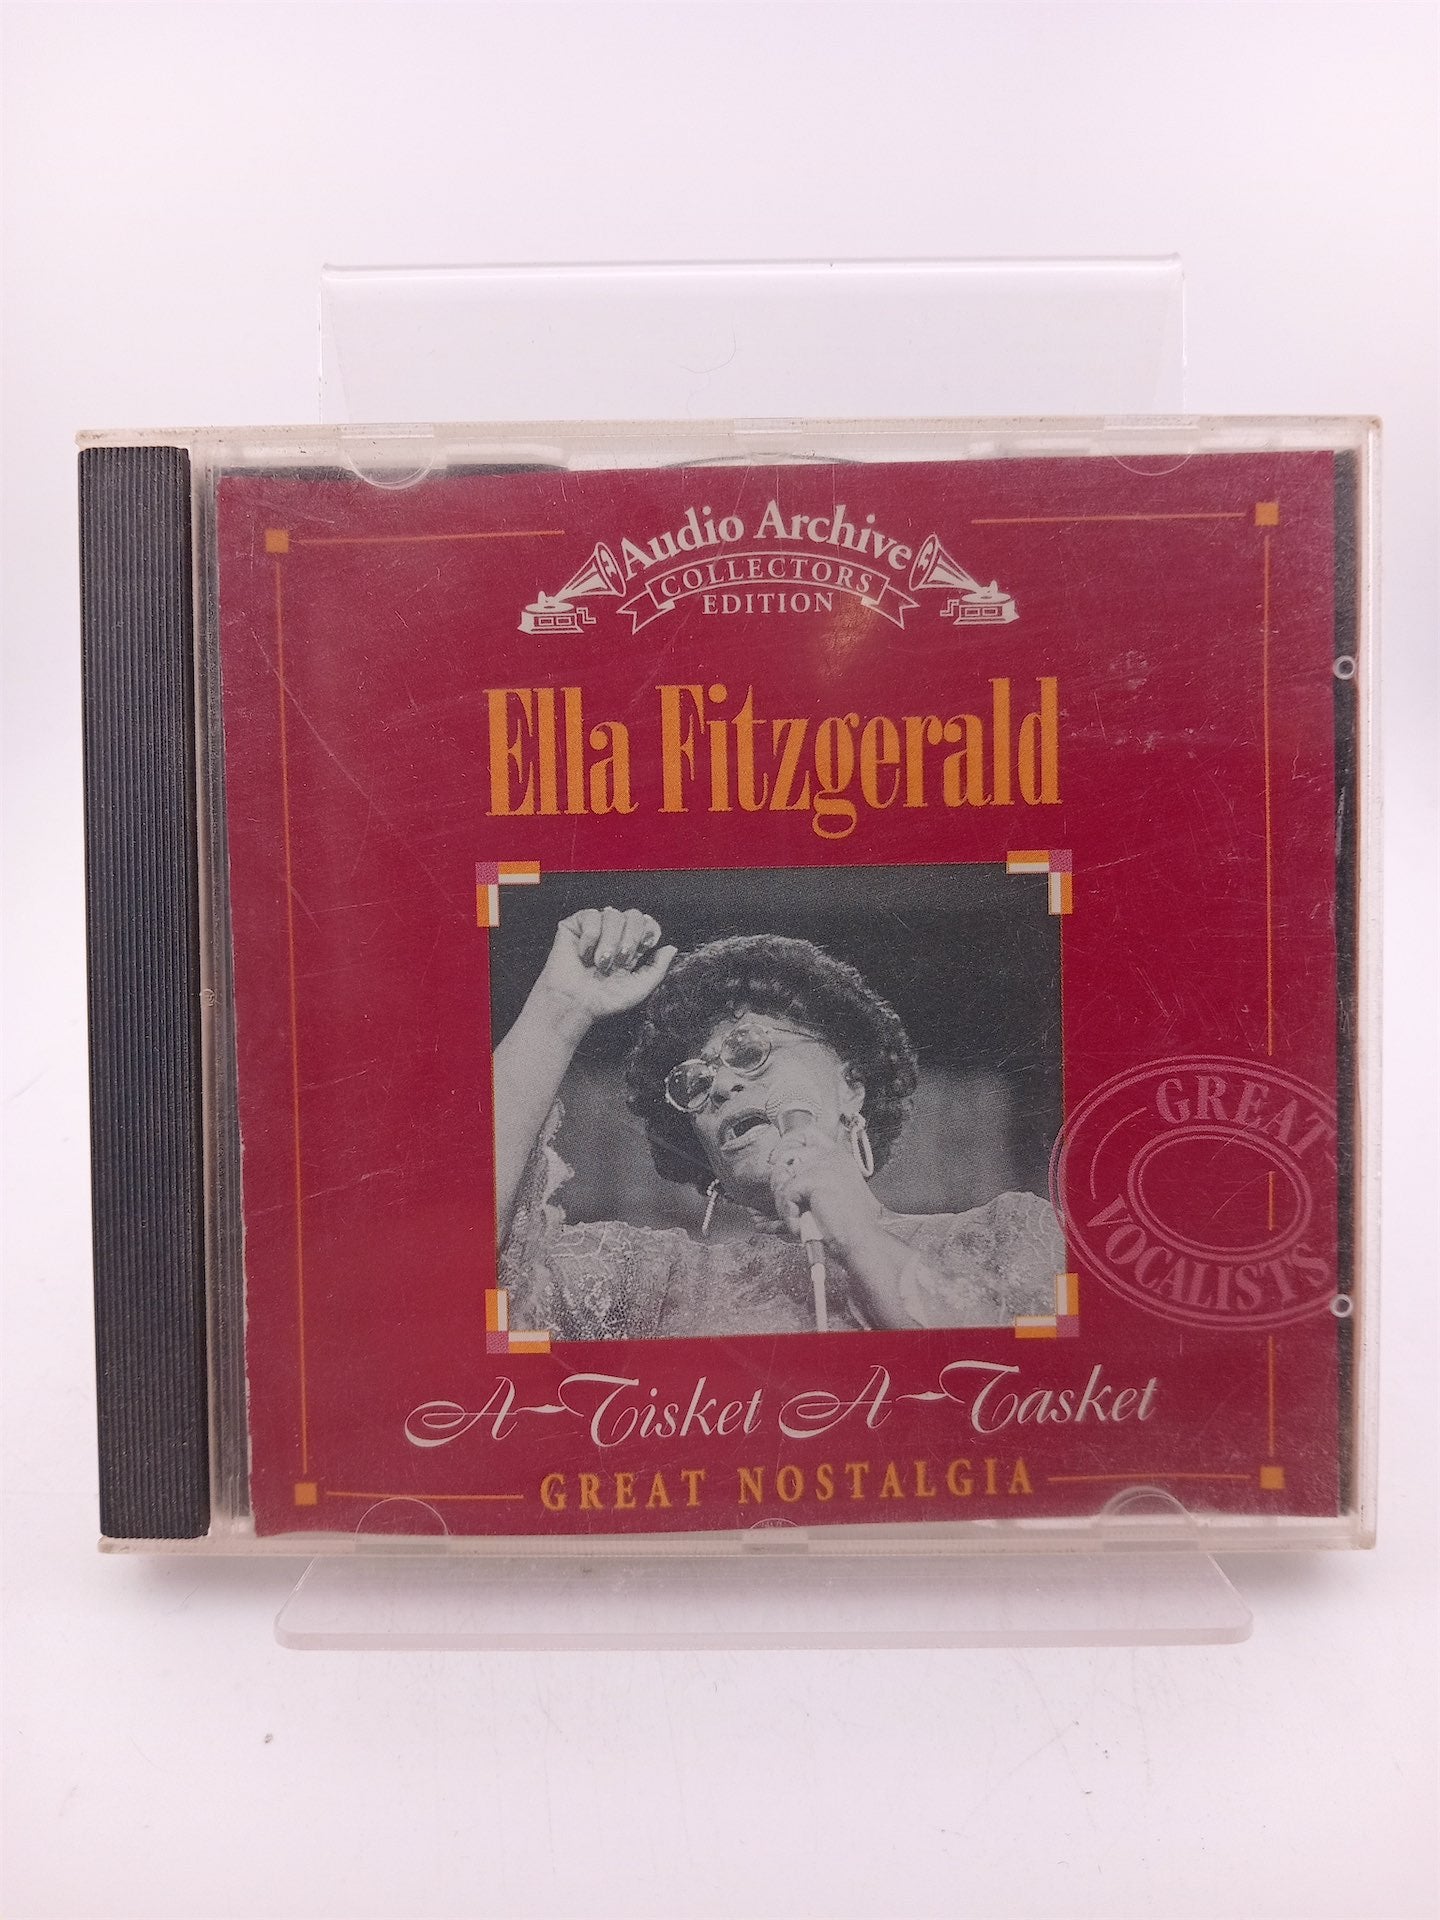 Audio Archive
COLLECTORS
EDITION
Ella Fitzgerald
GREAT
VOCALISTS
A-Tisket A-Tasket
GREAT NOSTALGIA